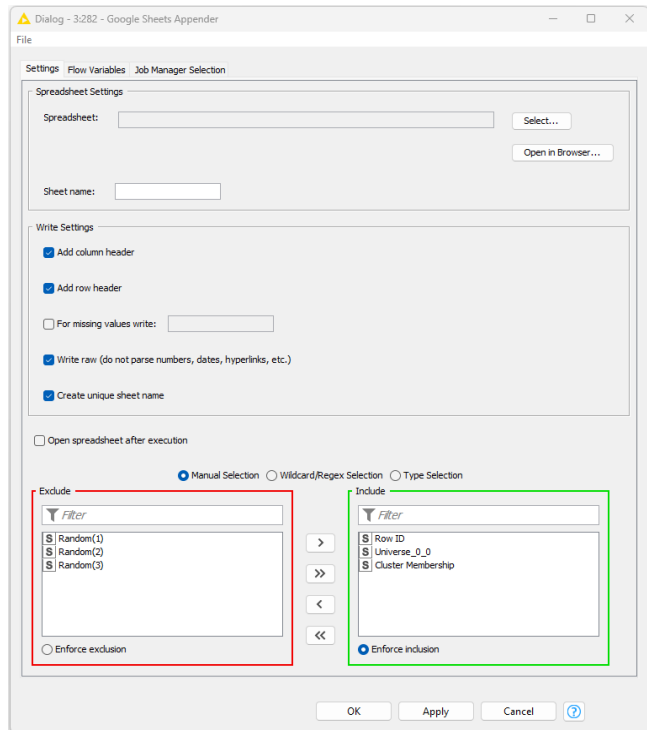 Dialog - 3:282 - Google Sheets Appender
File
Settings Flow Variables Job Manager Selection
Spreadsheet Settings
Spreadsheet:
Select...
Open in Browser...
Sheet name:
Write Settings
Add column header
Add row header
For missing values write:
Write raw (do not parse numbers, dates, hyperlinks, etc.)
Create unique sheet name
Open spreadsheet after execution
Manual Selection Wildcard/Regex Selection Type Selection
Exclude
Filter
S Random(1)
S Random(2)
S Random(3)
Enforce exclusion
>
>>
<
<<
Include
Filter
S Row ID
S Universe_0_0
S Cluster Membership
Enforce inclusion
OK Apply Cancel ?